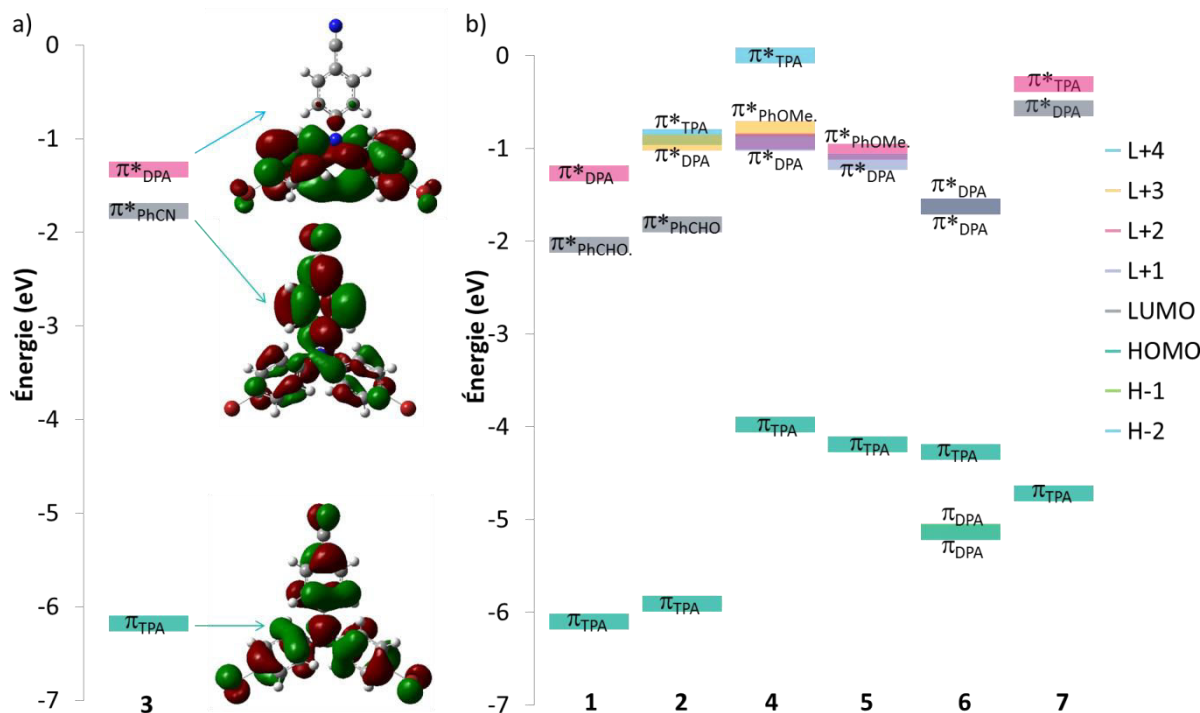 a)
Énergie (eV)
0
-1
-2
-3
-4
-5
-6
-7
π*DPA
π*PhCN
πTPA
3
b)
Énergie (eV)
0
-1
-2
-3
-4
-5
-6
-7
π*DPA
π*PhCHO.
πTPA
1
π*TPA
π*DPA
π*PhCHO
πTPA
2
π*TPA
π*PhOMe.
π*DPA
πTPA
4
π*PhOMe.
π*DPA
πTPA
5
π*DPA
π*DPA
πTPA
πDPA
πDPA
6
π*TPA
π*DPA
πTPA
7
L+4
L+3
L+2
L+1
LUMO
HOMO
H-1
H-2